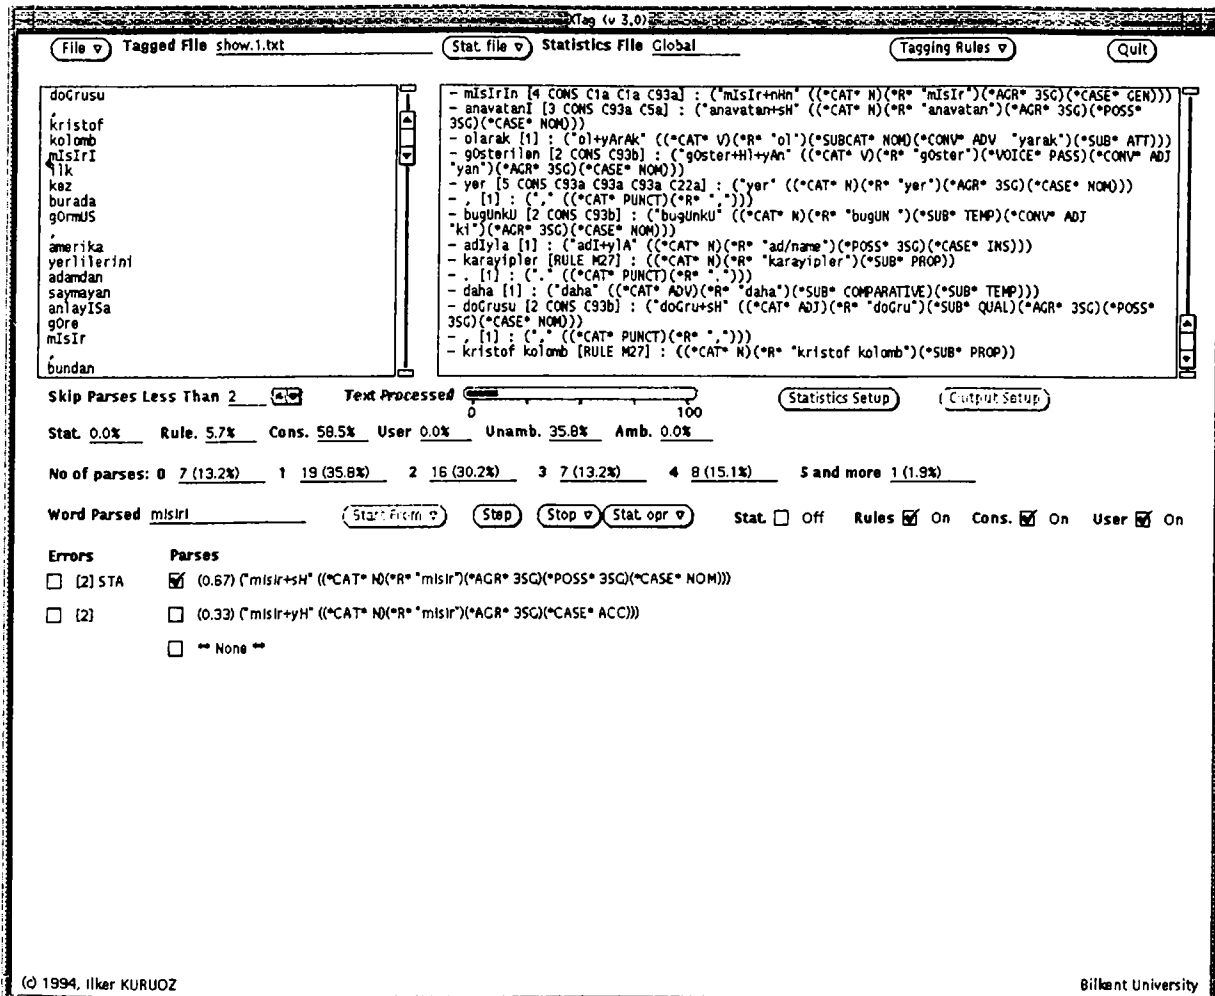 XTag (v 3.0)
File Tagged File show.1.txt Stat. file Statistics File Global Tagging Rules Quit
doGrusu
,
kristof
kolomb
mIsIrI
ilk
kez
burada
gOrmUS
,
amerika
yerlilerini
adamdan
saymayan
anlayISa
gOre
mIsIr
,
bundan
- mIsIrIn [4 CONS C1a C1a C93a] : ("mIsIr+nHn" ((*CAT* N)(*R* "mIsIr")(*AGR* 3SG)(*CASE* GEN)))
- anavatanI [3 CONS C93a C5a] : ("anavatan+sH" ((*CAT* N)(*R* "anavatan")(*AGR* 3SG)(*POSS*
3SG)(*CASE* NOM)))
- olarak [1] : ("ol+yArAk" ((*CAT* V)(*R* "ol")(*SUBCAT* NOM)(*CONV* ADV "yarak")(*SUB* ATT)))
- gOsterilen [2 CONS C93b] : ("gOster+Hl+yAn" ((*CAT* V)(*R* "gOster")(*VOICE* PASS)(*CONV* ADJ
"yan")(*AGR* 3SG)(*CASE* NOM)))
- yer [5 CONS C93a C93a C93a C22a] : ("yer" ((*CAT* N)(*R* "yer")(*AGR* 3SG)(*CASE* NOM)))
- , [1] : ("," ((*CAT* PUNCT)(*R* ",")))
- bugUnkU [2 CONS C93b] : ("bugUnkU" ((*CAT* N)(*R* "bugUN ")(*SUB* TEMP)(*CONV* ADJ
"ki")(*AGR* 3SG)(*CASE* NOM)))
- adIyla [1] : ("adI+ylA" ((*CAT* N)(*R* "ad/name")(*POSS* 3SG)(*CASE* INS)))
- karayipler [RULE M27] : ((*CAT* N)(*R* "karayipler")(*SUB* PROP))
- . [1] : ("." ((*CAT* PUNCT)(*R* ".")))
- daha [1] : ("daha" ((*CAT* ADV)(*R* "daha")(*SUB* COMPARATIVE)(*SUB* TEMP)))
- doGrusu [2 CONS C93b] : ("doGru+sH" ((*CAT* ADJ)(*R* "doGru")(*SUB* QUAL)(*AGR* 3SG)(*POSS*
3SG)(*CASE* NOM)))
- , [1] : ("," ((*CAT* PUNCT)(*R* ",")))
- kristof kolomb [RULE M27] : ((*CAT* N)(*R* "kristof kolomb")(*SUB* PROP))
Skip Parses Less Than 2 Text Processed 0 100 Statistics Setup Output Setup
Stat. 0.0% Rule. 5.7% Cons. 58.5% User 0.0% Unamb. 35.8% Amb. 0.0%
No of parses: 0 7 (13.2%) 1 19 (35.8%) 2 16 (30.2%) 3 7 (13.2%) 4 8 (15.1%) 5 and more 1 (1.9%)
Word Parsed mIsIrI Start From Step Stop Stat. opr Stat. Off Rules On Cons. On User On
Errors Parses
[2] STA (0.67) ("mIsIr+sH" ((*CAT* N)(*R* "mIsIr")(*AGR* 3SG)(*POSS* 3SG)(*CASE* NOM)))
[2] (0.33) ("mIsIr+yH" ((*CAT* N)(*R* "mIsIr")(*AGR* 3SG)(*CASE* ACC)))
** None **
(c) 1994, Ilker KURUOZ Bilkent University